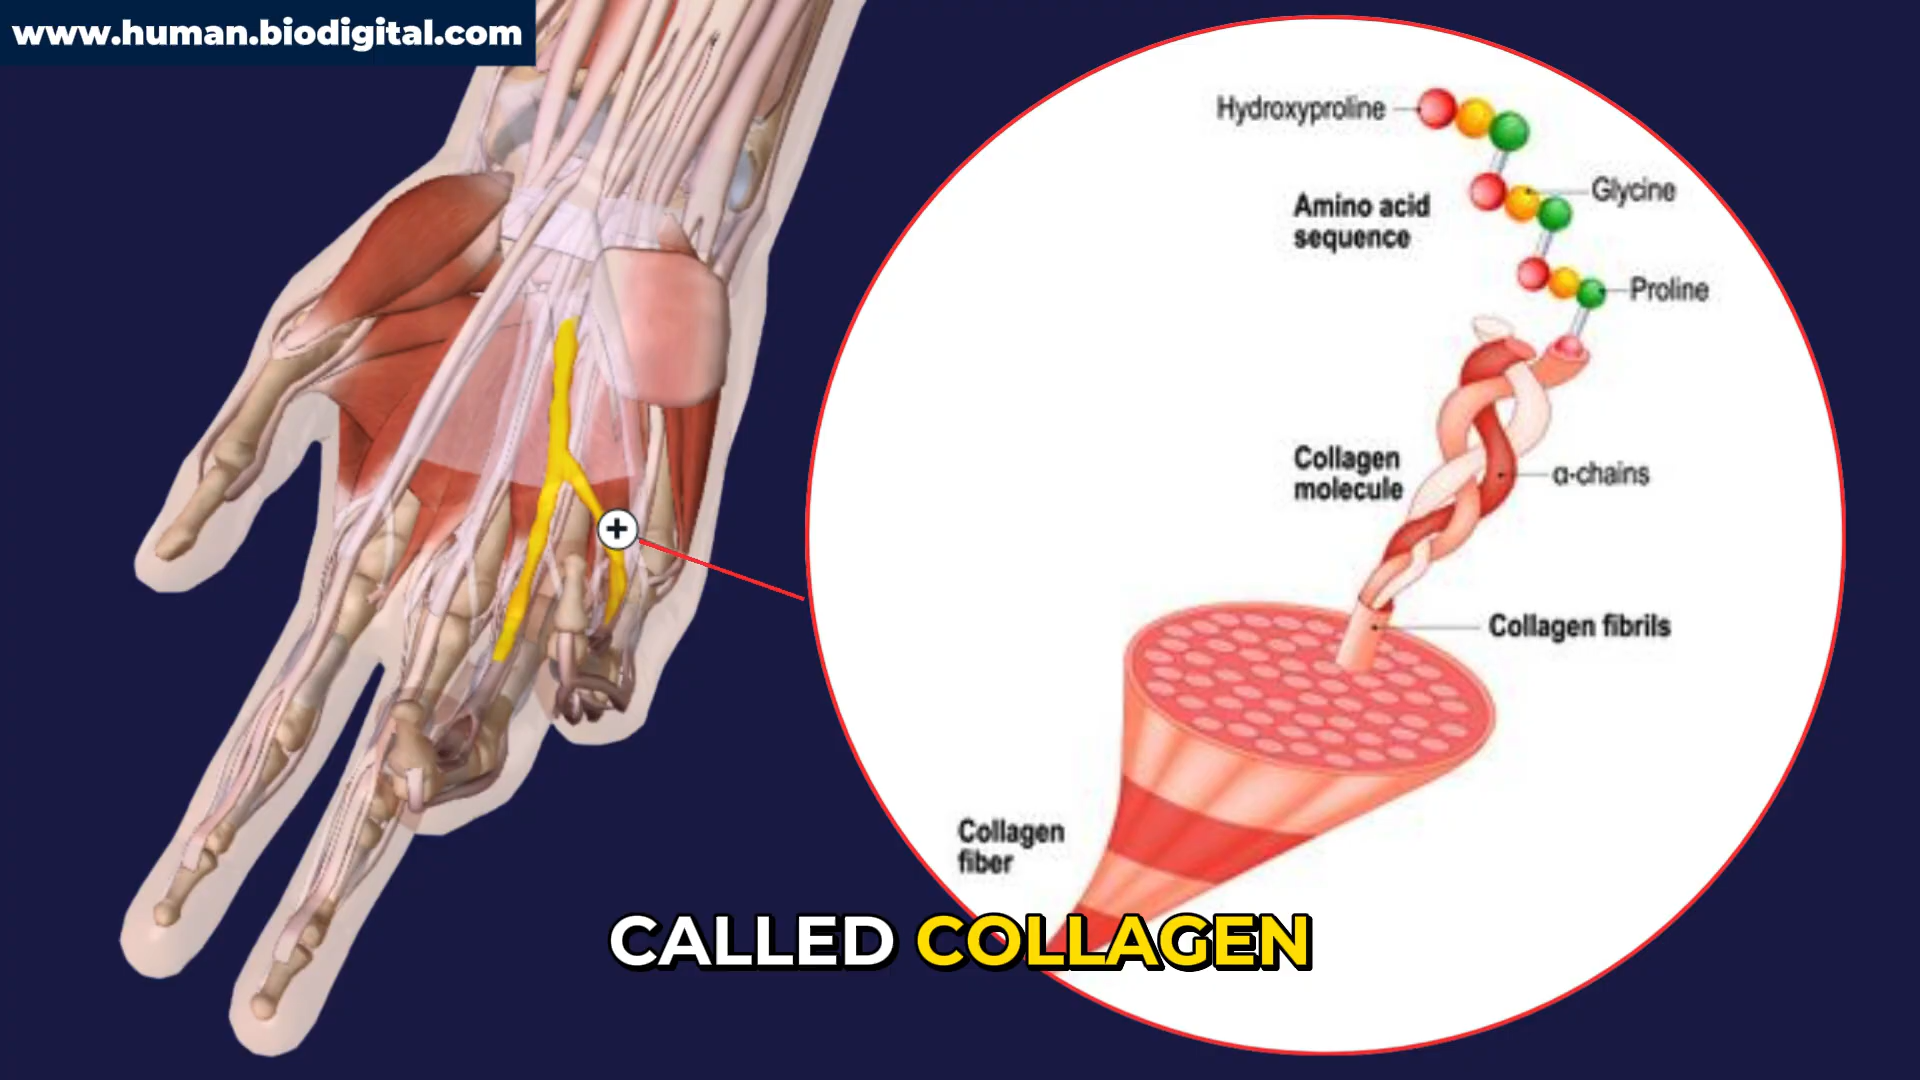 www.human.biodigital.com
Hydroxyproline
Glycine
Amino acid
sequence
Proline
Collagen
molecule
α-chains
Collagen fibrils
Collagen
fiber
CALLED COLLAGEN